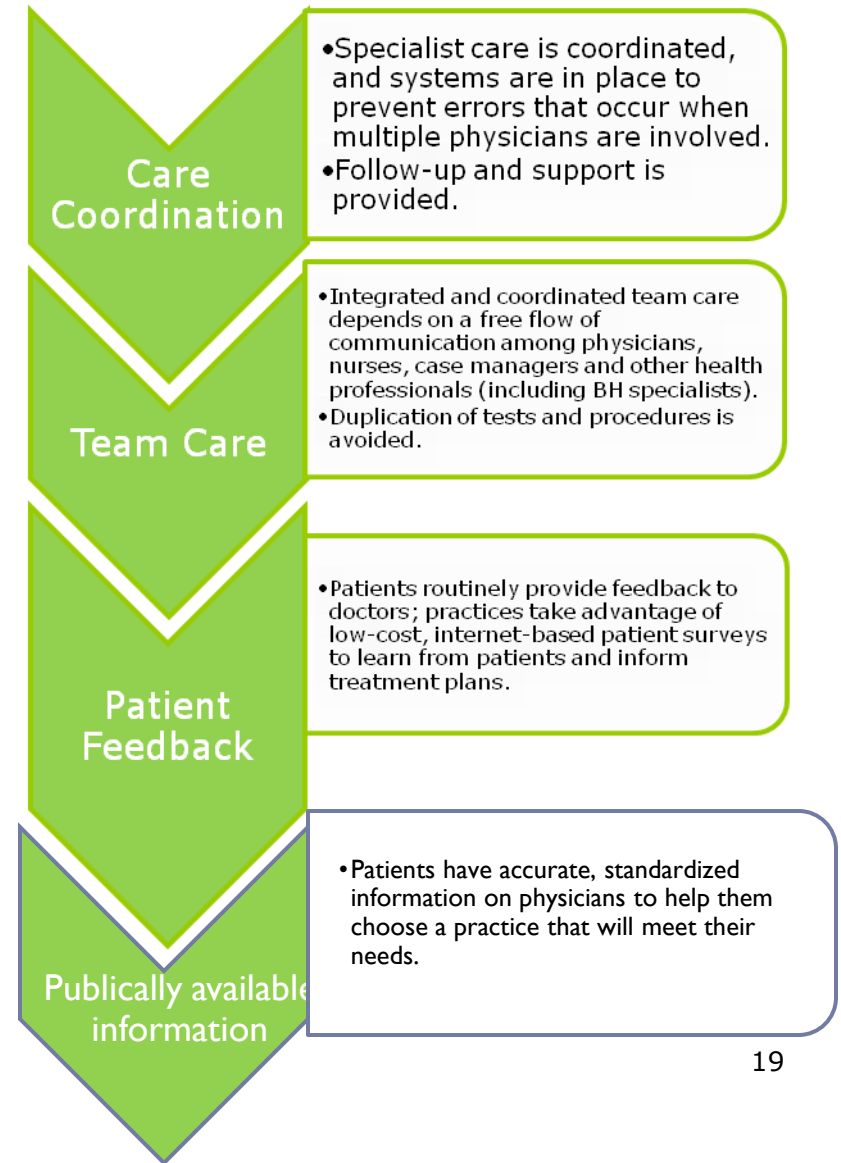 Care
Coordination
•Specialist care is coordinated,
and systems are in place to
prevent errors that occur when
multiple physicians are involved.
•Follow-up and support is
provided.
Team Care
•Integrated and coordinated team care
depends on a free flow of
communication among physicians,
nurses, case managers and other health
professionals (including BH specialists).
•Duplication of tests and procedures is
avoided.
Patient
Feedback
•Patients routinely provide feedback to
doctors; practices take advantage of
low-cost, internet-based patient surveys
to learn from patients and inform
treatment plans.
Publically available
information
•Patients have accurate, standardized
information on physicians to help them
choose a practice that will meet their
needs.
19